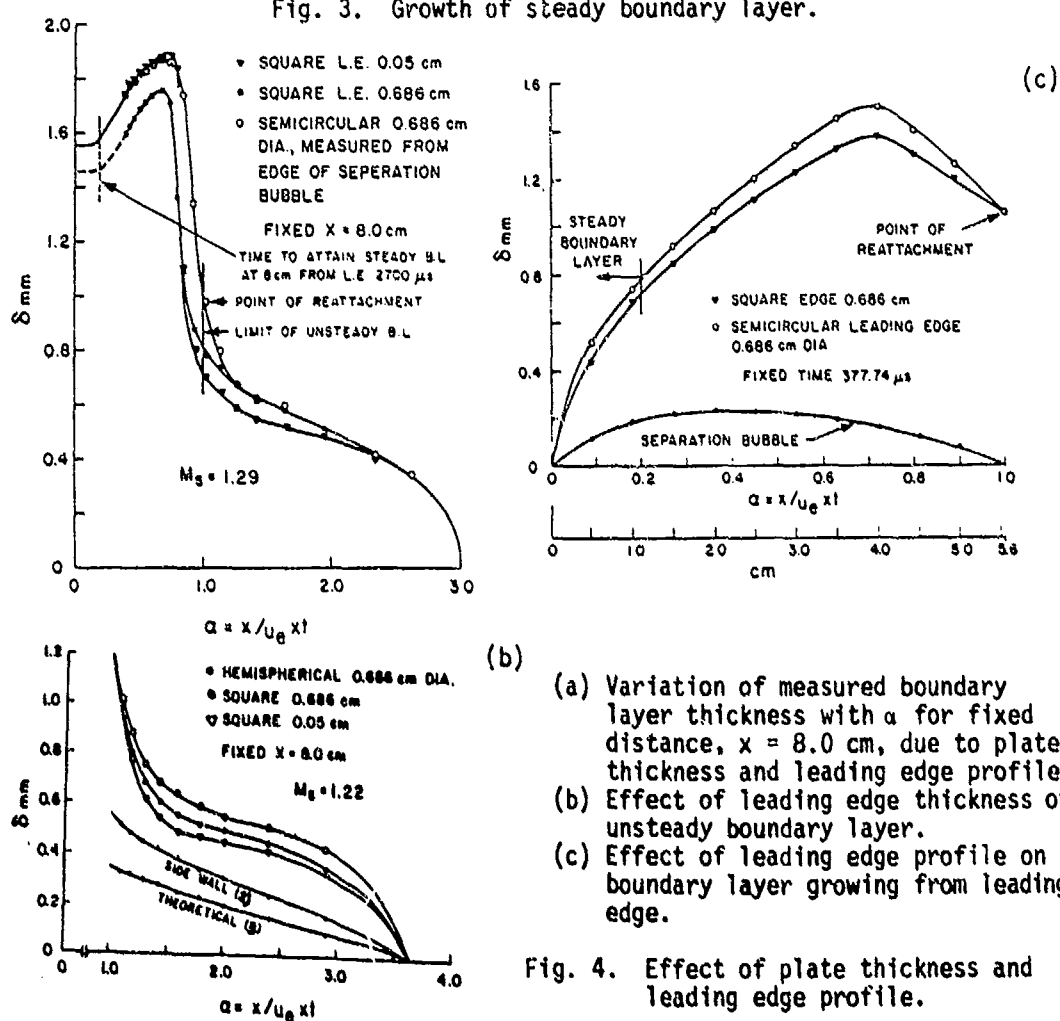 Fig. 3. Growth of steady boundary layer.
2.0
1.6
1.2
0.8
0.4
0
δ mm
▾ SQUARE L.E. 0.05 cm
• SQUARE L.E. 0.686 cm
○ SEMICIRCULAR 0.686 cm
DIA., MEASURED FROM
EDGE OF SEPERATION
BUBBLE
FIXED X = 8.0 cm
TIME TO ATTAIN STEADY B.L
AT 8 cm FROM L.E 2700 μs
POINT OF REATTACHMENT
LIMIT OF UNSTEADY B.L
Ms = 1.29
0 1.0 2.0 3.0
α = x/ue xt
(c)
1.6
1.2
0.8
0.4
0
δ mm
STEADY
BOUNDARY
LAYER
POINT OF
REATTACHMENT
▾ SQUARE EDGE 0.686 cm
○ SEMICIRCULAR LEADING EDGE
0.686 cm DIA
FIXED TIME 377.74 μs
SEPARATION BUBBLE
0 0.2 0.4 0.6 0.8 1.0
α = x/ue xt
0 1.0 2.0 3.0 4.0 5.0 5.6
cm
(b)
1.2
1.0
0.8
0.6
0.4
0.2
0
δ mm
HEMISPHERICAL 0.686 cm DIA.
SQUARE 0.686 cm
▽ SQUARE 0.05 cm
FIXED X = 8.0 cm
Ms = 1.22
SIDE WALL (2)
THEORETICAL (8)
0 1.0 2.0 3.0 4.0
α = x/ue xt
(a) Variation of measured boundary
layer thickness with α for fixed
distance, x = 8.0 cm, due to plate
thickness and leading edge profile
(b) Effect of leading edge thickness o
unsteady boundary layer.
(c) Effect of leading edge profile on
boundary layer growing from leading
edge.
Fig. 4. Effect of plate thickness and
leading edge profile.